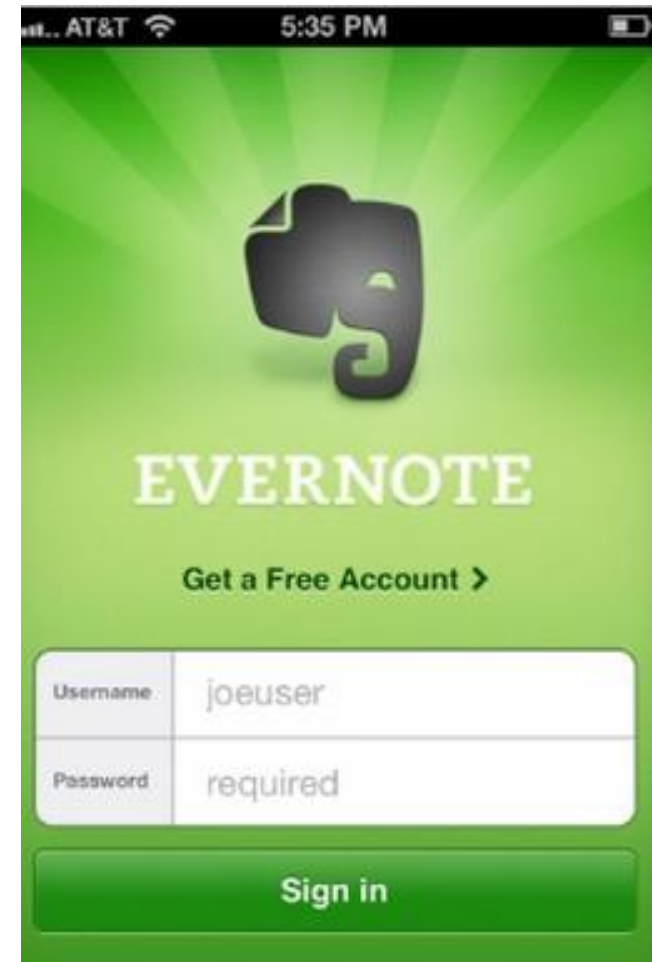 AT&T 5:35 PM
EVERNOTE
Get a Free Account >
Username joeuser
Password required
Sign in